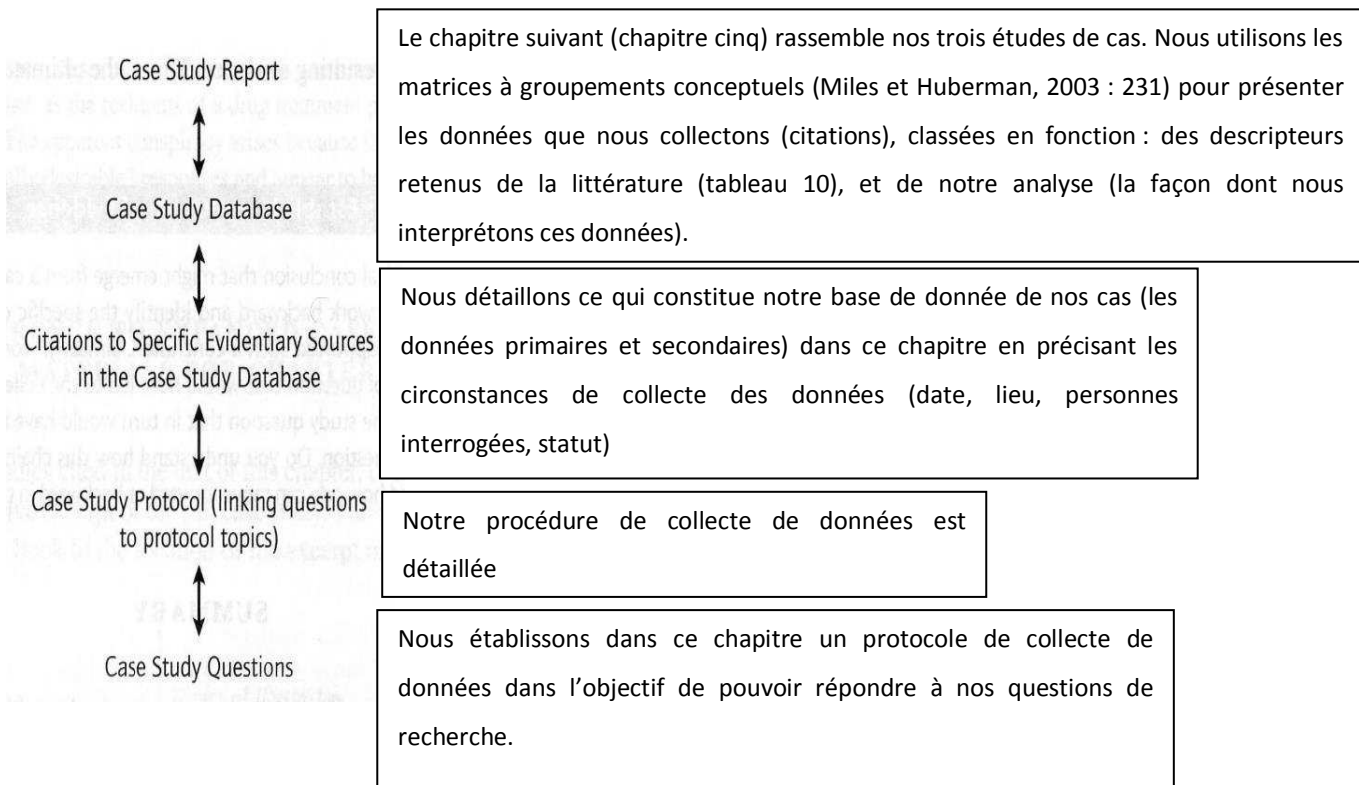 Case Study Report
Case Study Database
Citations to Specific Evidentiary Sources
in the Case Study Database
Case Study Protocol (linking questions
to protocol topics)
Case Study Questions
SUMMARY
Le chapitre suivant (chapitre cinq) rassemble nos trois études de cas. Nous utilisons les
matrices à groupements conceptuels (Miles et Huberman, 2003 : 231) pour présenter
les données que nous collectons (citations), classées en fonction : des descripteurs
retenus de la littérature (tableau 10), et de notre analyse (la façon dont nous
interprétons ces données).
Nous détaillons ce qui constitue notre base de donnée de nos cas (les
données primaires et secondaires) dans ce chapitre en précisant les
circonstances de collecte des données (date, lieu, personnes
interrogées, statut)
Notre procédure de collecte de données est
détaillée
Nous établissons dans ce chapitre un protocole de collecte de
données dans l’objectif de pouvoir répondre à nos questions de
recherche.